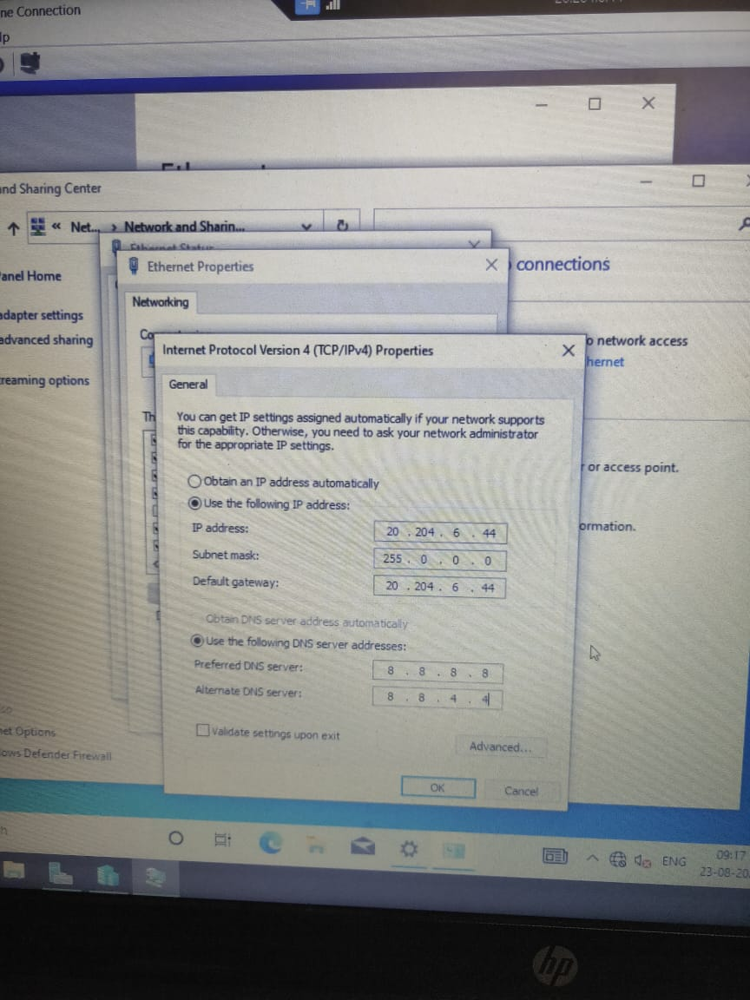 ne Connection
lp
and Sharing Center
« Net... › Network and Sharin...
Ethernet Status
anel Home
Ethernet Properties
connections
adapter settings
Networking
advanced sharing
Co
o network access
Internet Protocol Version 4 (TCP/IPv4) Properties
hernet
reaming options
General
Th
You can get IP settings assigned automatically if your network supports
this capability. Otherwise, you need to ask your network administrator
for the appropriate IP settings.
r or access point.
Obtain an IP address automatically
Use the following IP address:
IP address:
20 . 204 . 6 . 44
ormation.
Subnet mask:
255 . 0 . 0 . 0
Default gateway:
20 . 204 . 6 . 44
Obtain DNS server address automatically
Use the following DNS server addresses:
Preferred DNS server:
8 . 8 . 8 . 8
Alternate DNS server:
8 . 8 . 4 . 4
so
net Options
Validate settings upon exit
ows Defender Firewall
Advanced...
OK
Cancel
h
ENG
09:17
23-08-20
hp